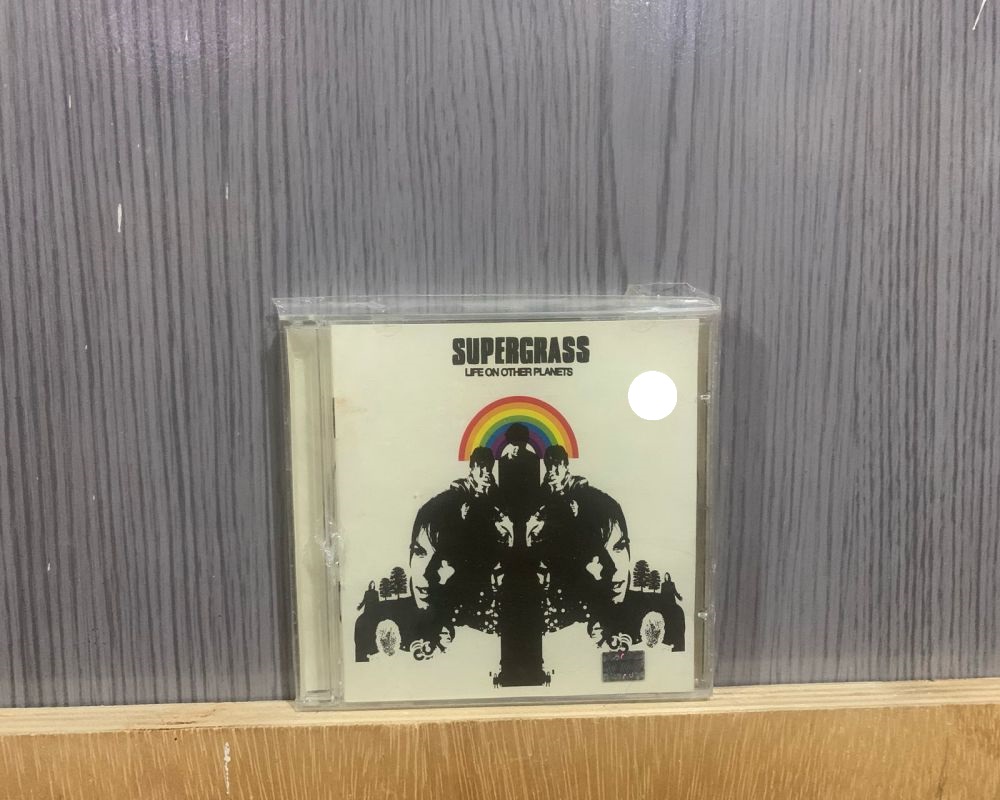 SUPERGRASS
LIFE ON OTHER PLANETS